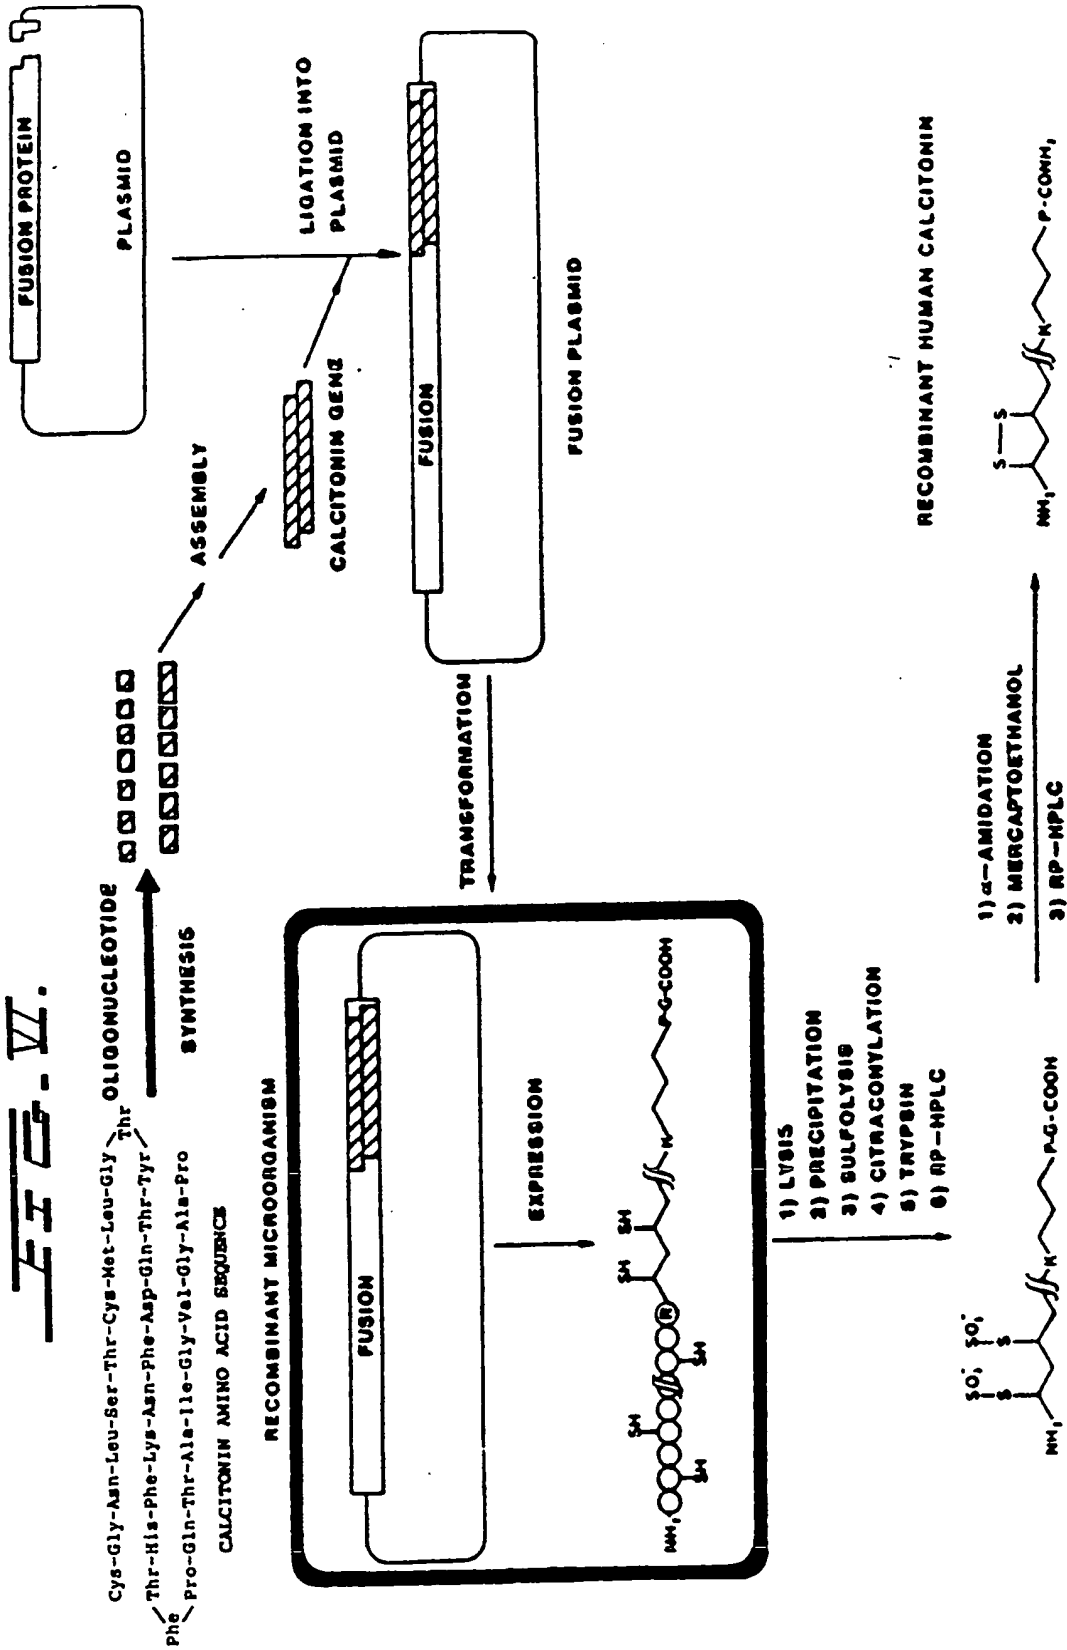 FIG. VI.
Cys-Gly-Asn-Leu-Ser-Thr-Cys-Met-Leu-Gly
Thr
Thr-His-Phe-Lys-Asn-Phe-Asp-Gln-Thr-Tyr
Phe
Pro-Gln-Thr-Ala-Ile-Gly-Val-Gly-Ala-Pro
CALCITONIN AMINO ACID SEQUENCE
OLIGONUCLEOTIDE
SYNTHESIS
ASSEMBLY
CALCITONIN GENE
FUSION PROTEIN
PLASMID
LIGATION INTO
PLASMID
FUSION
FUSION PLASMID
TRANSFORMATION
RECOMBINANT MICROORGANISM
FUSION
EXPRESSION
NH₂
SH
SH
SH
SH
R
SH
K
P-G-COOH
1) LYSIS
2) PRECIPITATION
3) SULFOLYSIS
4) CITRACONYLATION
5) TRYPSIN
6) RP-HPLC
SO₃⁻
SO₃⁻
S
S
NH₂
K
P-G-COOH
1) α-AMIDATION
2) MERCAPTOETHANOL
3) RP-HPLC
RECOMBINANT HUMAN CALCITONIN
S
S
NH₂
K
P-CONH₂